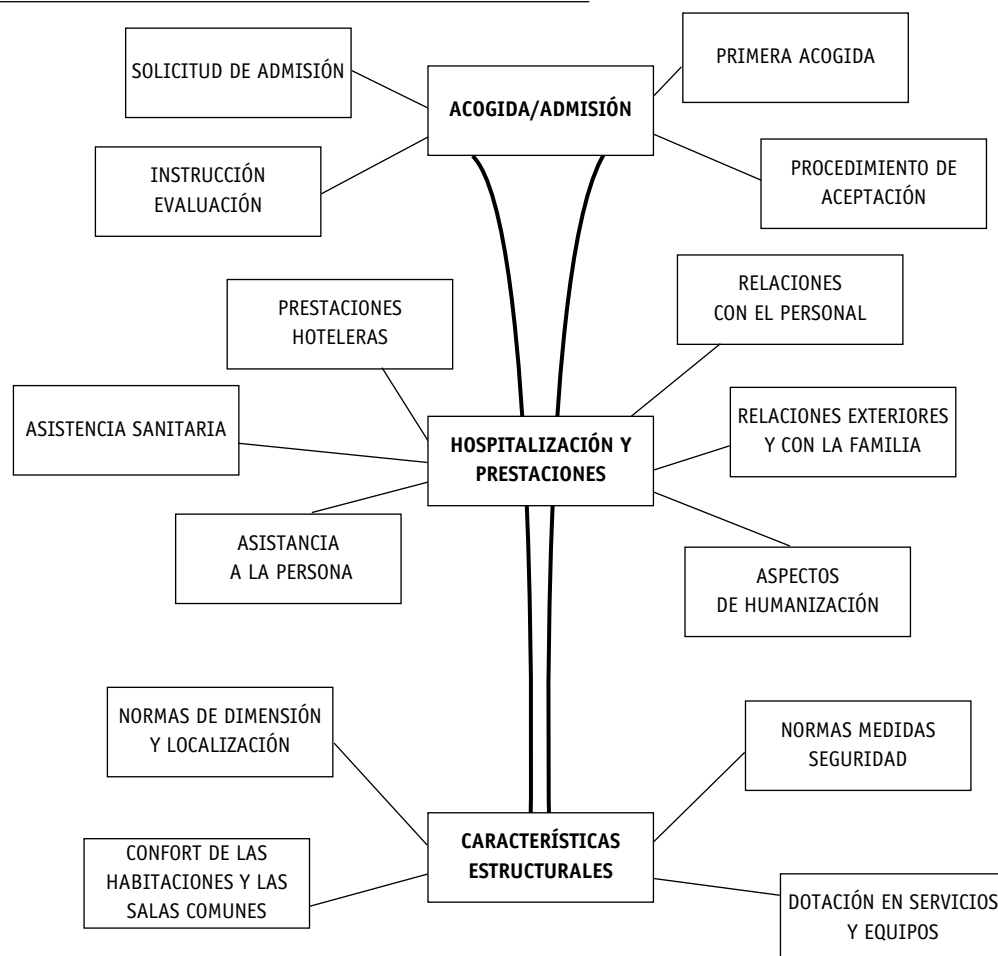 SOLICITUD DE ADMISIÓN
PRIMERA ACOGIDA
ACOGIDA/ADMISIÓN
INSTRUCCIÓN
EVALUACIÓN
PROCEDIMIENTO DE
ACEPTACIÓN
PRESTACIONES
HOTELERAS
RELACIONES
CON EL PERSONAL
ASISTENCIA SANITARIA
HOSPITALIZACIÓN Y
PRESTACIONES
RELACIONES EXTERIORES
Y CON LA FAMILIA
ASISTANCIA
A LA PERSONA
ASPECTOS
DE HUMANIZACIÓN
NORMAS DE DIMENSIÓN
Y LOCALIZACIÓN
NORMAS MEDIDAS
SEGURIDAD
CARACTERÍSTICAS
ESTRUCTURALES
CONFORT DE LAS
HABITACIONES Y LAS
SALAS COMUNES
DOTACIÓN EN SERVICIOS
Y EQUIPOS